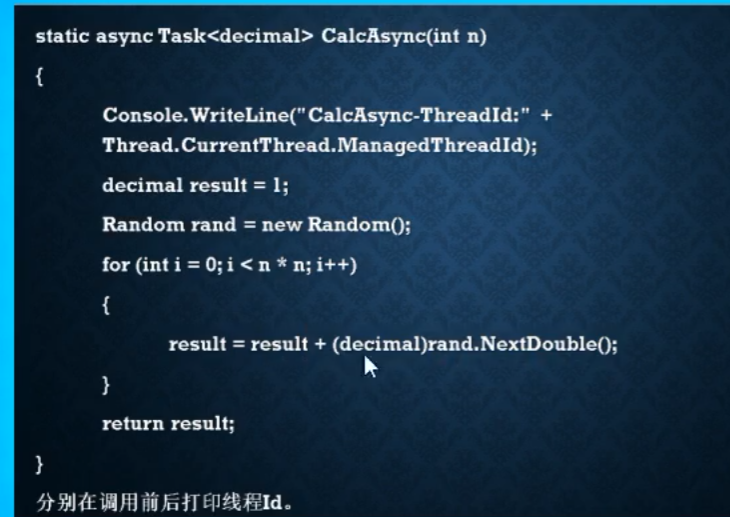 static async Task<decimal> CalcAsync(int n)
{
Console.WriteLine("CalcAsync-ThreadId:" +
Thread.CurrentThread.ManagedThreadId);
decimal result = 1;
Random rand = new Random();
for (int i = 0; i < n * n; i++)
{
result = result + (decimal)rand.NextDouble();
}
return result;
}
分别在调用前后打印线程Id。